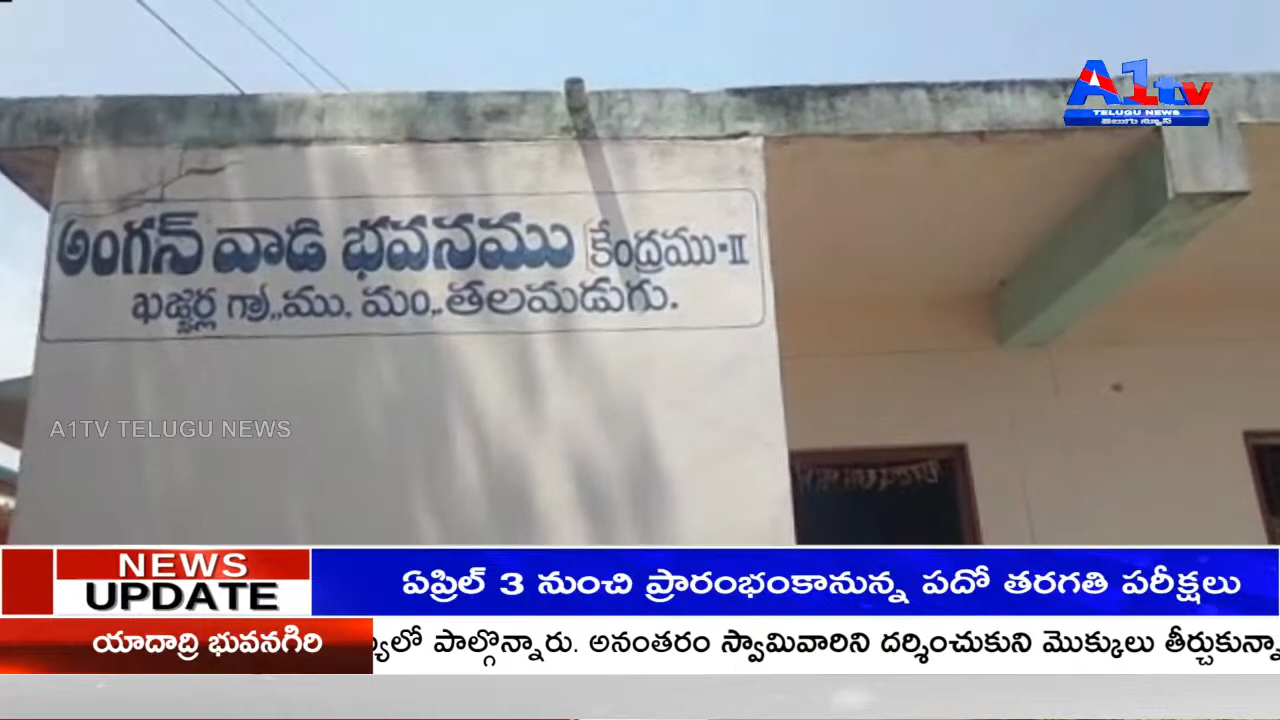 A1tv
TELUGU NEWS
తెలుగు న్యూస్
అంగన్ వాడి భవనము కేంద్రము-II
ఖజ్జర్ల గ్రా,,ము. మం,,తలమడుగు.
A1TV TELUGU NEWS
NEWS
UPDATE
ఏప్రిల్ 3 నుంచి ప్రారంభంకానున్న పదో తరగతి పరీక్షలు
యాదాద్రి భువనగిరి
పాల్గొన్నారు. అనంతరం స్వామివారిని దర్శించుకుని మొక్కులు తీర్చుకున్నా